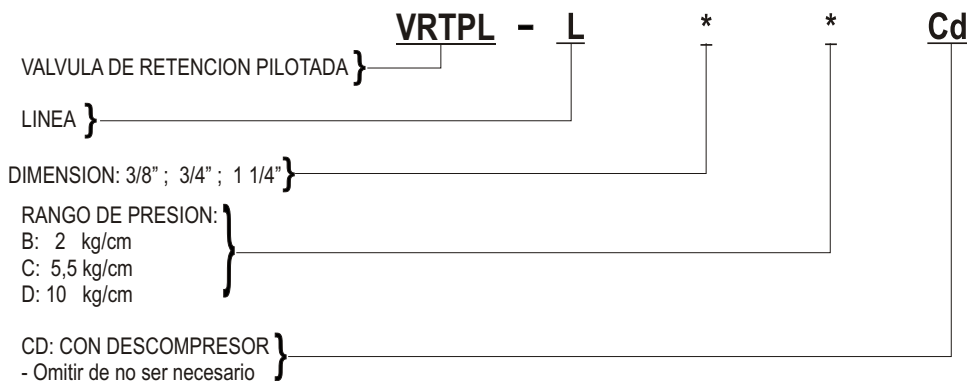 VRTPL - L * * Cd
VALVULA DE RETENCION PILOTADA }
LINEA }
DIMENSION: 3/8” ; 3/4” ; 1 1/4” }
RANGO DE PRESION:
B: 2 kg/cm
C: 5,5 kg/cm
D: 10 kg/cm
CD: CON DESCOMPRESOR
- Omitir de no ser necesario